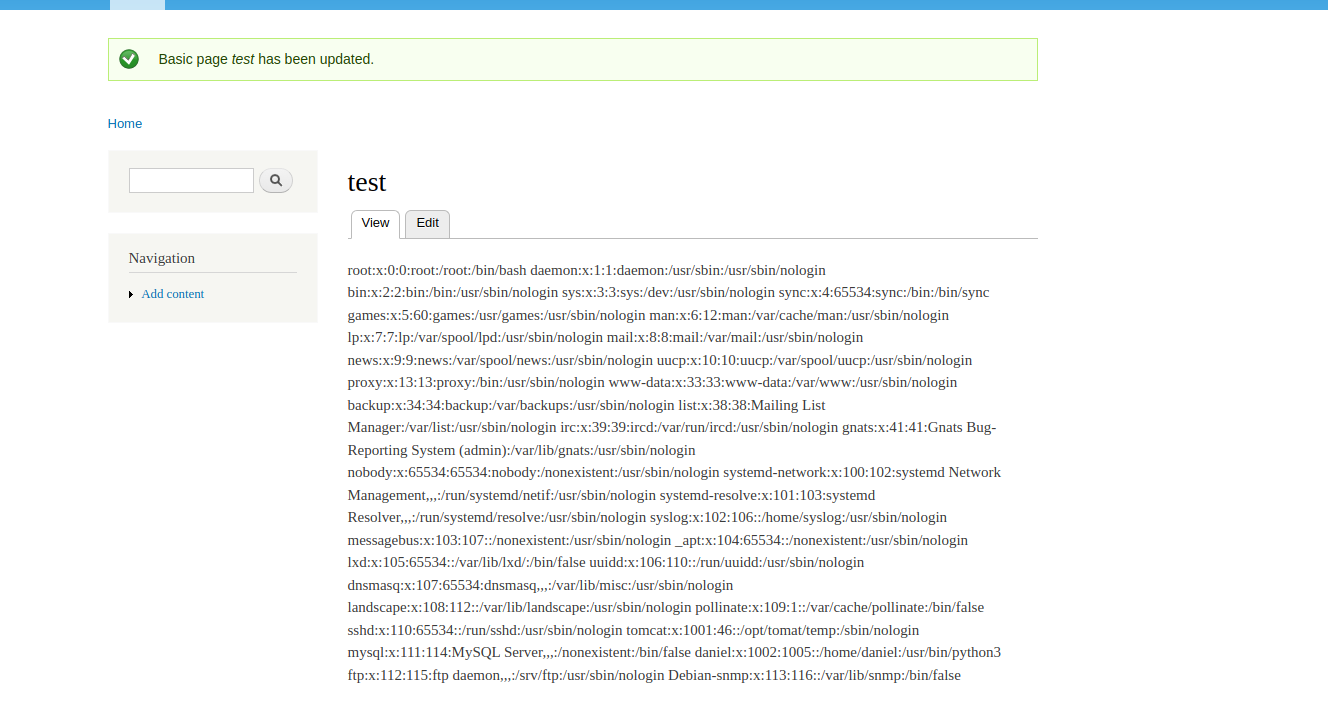 Basic page test has been updated.
Home
test
View Edit
Navigation
Add content
root:x:0:0:root:/root:/bin/bash daemon:x:1:1:daemon:/usr/sbin:/usr/sbin/nologin
bin:x:2:2:bin:/bin:/usr/sbin/nologin sys:x:3:3:sys:/dev:/usr/sbin/nologin sync:x:4:65534:sync:/bin:/bin/sync
games:x:5:60:games:/usr/games:/usr/sbin/nologin man:x:6:12:man:/var/cache/man:/usr/sbin/nologin
lp:x:7:7:lp:/var/spool/lpd:/usr/sbin/nologin mail:x:8:8:mail:/var/mail:/usr/sbin/nologin
news:x:9:9:news:/var/spool/news:/usr/sbin/nologin uucp:x:10:10:uucp:/var/spool/uucp:/usr/sbin/nologin
proxy:x:13:13:proxy:/bin:/usr/sbin/nologin www-data:x:33:33:www-data:/var/www:/usr/sbin/nologin
backup:x:34:34:backup:/var/backups:/usr/sbin/nologin list:x:38:38:Mailing List
Manager:/var/list:/usr/sbin/nologin irc:x:39:39:ircd:/var/run/ircd:/usr/sbin/nologin gnats:x:41:41:Gnats Bug-
Reporting System (admin):/var/lib/gnats:/usr/sbin/nologin
nobody:x:65534:65534:nobody:/nonexistent:/usr/sbin/nologin systemd-network:x:100:102:systemd Network
Management,,,:/run/systemd/netif:/usr/sbin/nologin systemd-resolve:x:101:103:systemd
Resolver,,,:/run/systemd/resolve:/usr/sbin/nologin syslog:x:102:106::/home/syslog:/usr/sbin/nologin
messagebus:x:103:107::/nonexistent:/usr/sbin/nologin _apt:x:104:65534::/nonexistent:/usr/sbin/nologin
lxd:x:105:65534::/var/lib/lxd/:/bin/false uuidd:x:106:110::/run/uuidd:/usr/sbin/nologin
dnsmasq:x:107:65534:dnsmasq,,,:/var/lib/misc:/usr/sbin/nologin
landscape:x:108:112::/var/lib/landscape:/usr/sbin/nologin pollinate:x:109:1::/var/cache/pollinate:/bin/false
sshd:x:110:65534::/run/sshd:/usr/sbin/nologin tomcat:x:1001:46::/opt/tomat/temp:/sbin/nologin
mysql:x:111:114:MySQL Server,,,:/nonexistent:/bin/false daniel:x:1002:1005::/home/daniel:/usr/bin/python3
ftp:x:112:115:ftp daemon,,,:/srv/ftp:/usr/sbin/nologin Debian-snmp:x:113:116::/var/lib/snmp:/bin/false